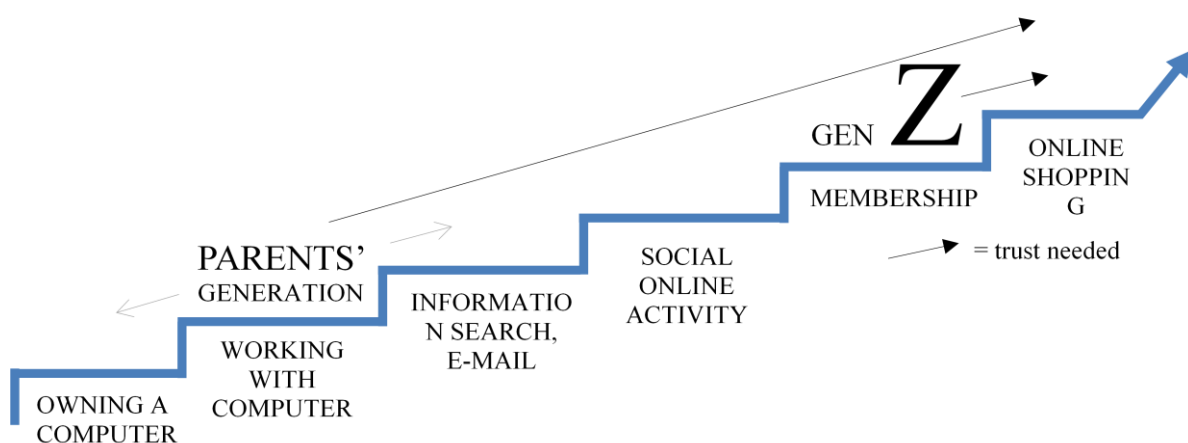 GEN Z
ONLINE
SHOPPIN
G
MEMBERSHIP
= trust needed
PARENTS’
GENERATION
SOCIAL
ONLINE
ACTIVITY
INFORMATIO
N SEARCH,
E-MAIL
WORKING
WITH
COMPUTER
OWNING A
COMPUTER